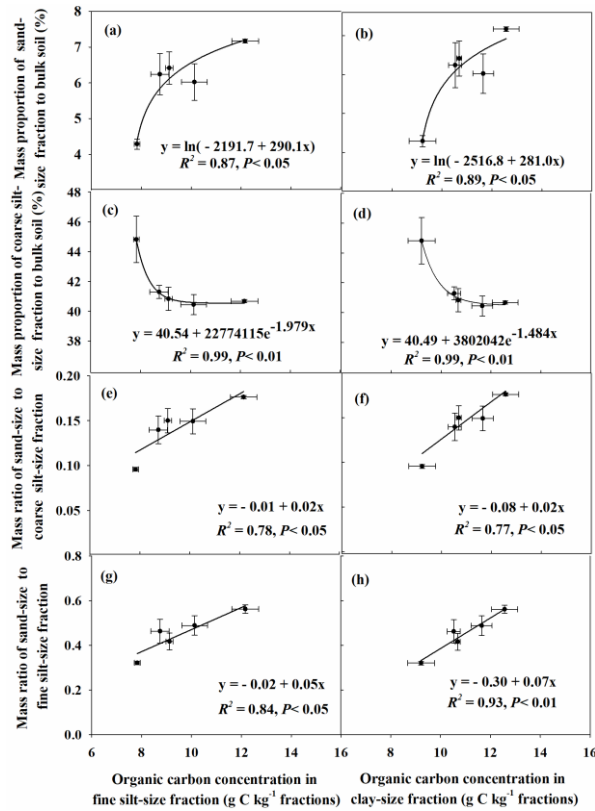 Mass proportion of sand-
size fraction to bulk soil (%)
8
7
6
5
4
(a)
y = ln( - 2191.7 + 290.1x)
R² = 0.87, P< 0.05
(b)
y = ln( - 2516.8 + 281.0x)
R² = 0.89, P< 0.05
Mass proportion of coarse silt-
size fraction to bulk soil (%)
48
46
44
42
40
38
(c)
y = 40.54 + 22774115e^-1.979x
R² = 0.99, P< 0.01
(d)
y = 40.49 + 3802042e^-1.484x
R² = 0.99, P< 0.01
Mass ratio of sand-size to
coarse silt-size fraction
0.20
0.15
0.10
0.05
(e)
y = - 0.01 + 0.02x
R² = 0.78, P< 0.05
(f)
y = - 0.08 + 0.02x
R² = 0.77, P< 0.05
Mass ratio of sand-size to
fine silt-size fraction
0.8
0.6
0.4
0.2
0.0
(g)
y = - 0.02 + 0.05x
R² = 0.84, P< 0.05
(h)
y = - 0.30 + 0.07x
R² = 0.93, P< 0.01
6 8 10 12 14 16 8 10 12 14 16
Organic carbon concentration in
fine silt-size fraction (g C kg⁻¹ fractions)
Organic carbon concentration in
clay-size fraction (g C kg⁻¹ fractions)